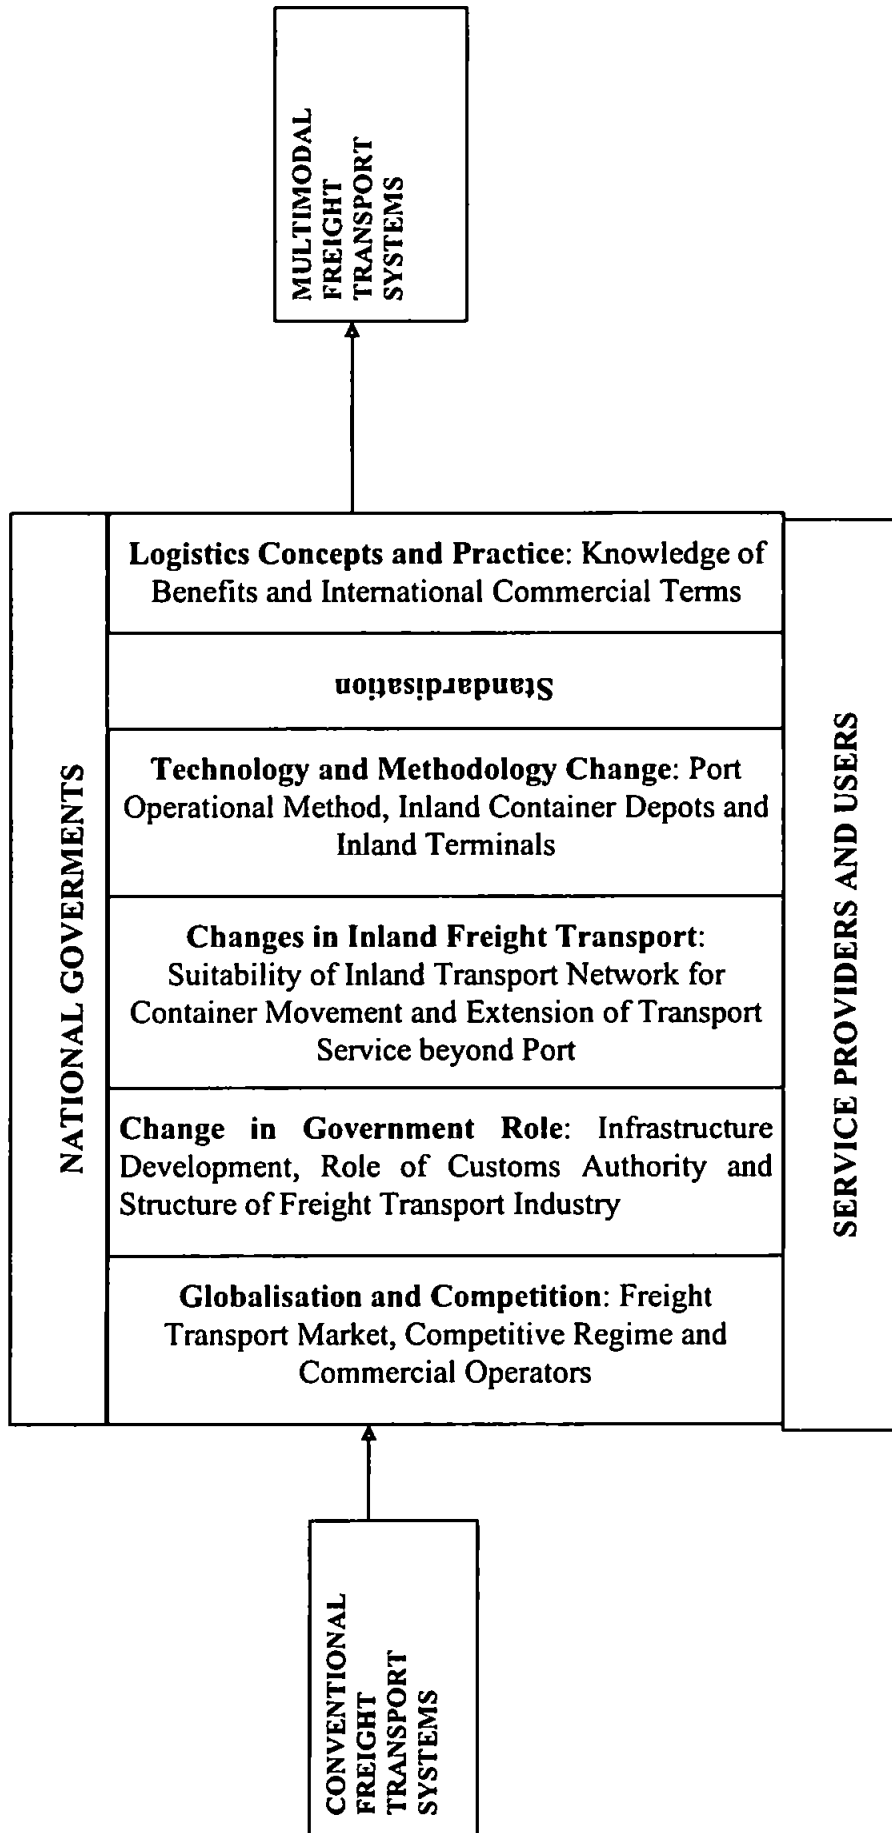 MULTIMODAL
FREIGHT
TRANSPORT
SYSTEMS
NATIONAL GOVERMENTS
Logistics Concepts and Practice: Knowledge of
Benefits and International Commercial Terms
Standardisation
Technology and Methodology Change: Port
Operational Method, Inland Container Depots and
Inland Terminals
Changes in Inland Freight Transport:
Suitability of Inland Transport Network for
Container Movement and Extension of Transport
Service beyond Port
Change in Government Role: Infrastructure
Development, Role of Customs Authority and
Structure of Freight Transport Industry
Globalisation and Competition: Freight
Transport Market, Competitive Regime and
Commercial Operators
SERVICE PROVIDERS AND USERS
CONVENTIONAL
FREIGHT
TRANSPORT
SYSTEMS